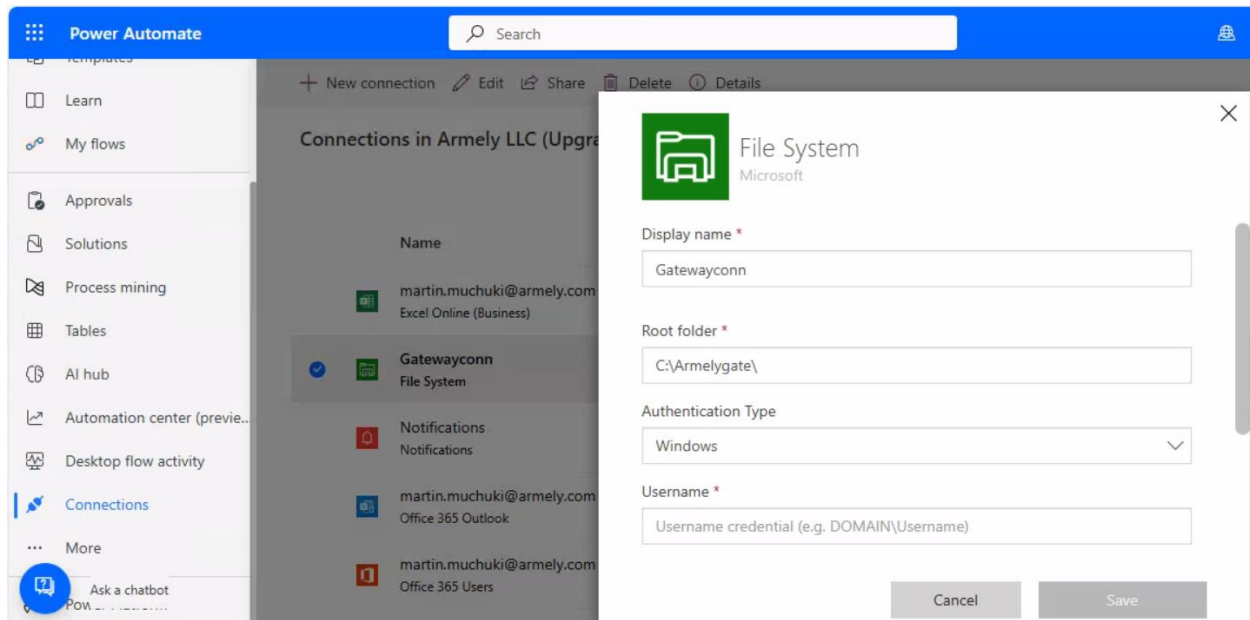 Power Automate
Search
Templates
Learn
My flows
Approvals
Solutions
Process mining
Tables
AI hub
Automation center (previe...
Desktop flow activity
Connections
More
Ask a chatbot
New connection Edit Share Delete Details
Connections in Armely LLC (Upgra
Name
martin.muchuki@armely.com
Excel Online (Business)
Gatewayconn
File System
Notifications
Notifications
martin.muchuki@armely.com
Office 365 Outlook
martin.muchuki@armely.com
Office 365 Users
File System
Microsoft
Display name *
Gatewayconn
Root folder *
C:\Armelygate\
Authentication Type
Windows
Username *
Username credential (e.g. DOMAIN\Username)
Cancel Save